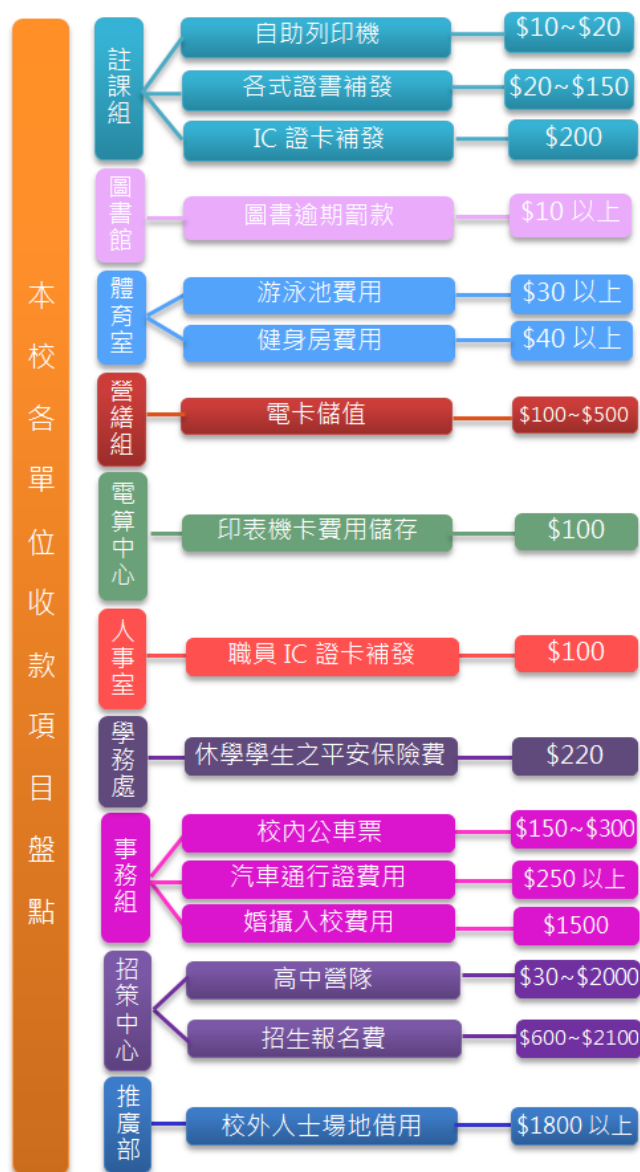 本校各單位收款項目盤點
註課組
自助列印機
$10~$20
各式證書補發
$20~$150
IC 證卡補發
$200
圖書館
圖書逾期罰款
$10 以上
體育室
游泳池費用
$30 以上
健身房費用
$40 以上
營繕組
電卡儲值
$100~$500
電算中心
印表機卡費用儲存
$100
人事室
職員 IC 證卡補發
$100
學務處
休學學生之平安保險費
$220
事務組
校內公車票
$150~$300
汽車通行證費用
$250 以上
婚攝入校費用
$1500
招策中心
高中營隊
$30~$2000
招生報名費
$600~$2100
推廣部
校外人士場地借用
$1800 以上